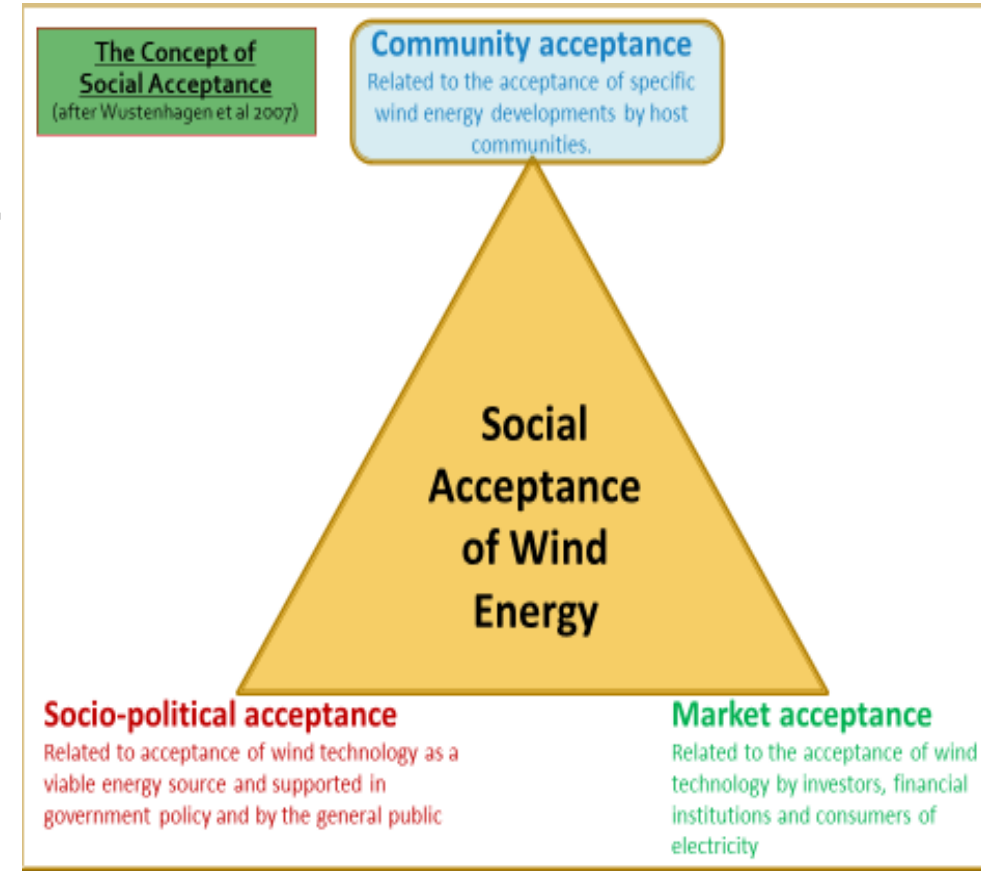 The Concept of
Social Acceptance
(after Wustenhagen et al 2007)
Community acceptance
Related to the acceptance of specific
wind energy developments by host
communities.
Social
Acceptance
of Wind
Energy
Socio-political acceptance
Related to acceptance of wind technology as a
viable energy source and supported in
government policy and by the general public
Market acceptance
Related to the acceptance of wind
technology by investors, financial
institutions and consumers of
electricity